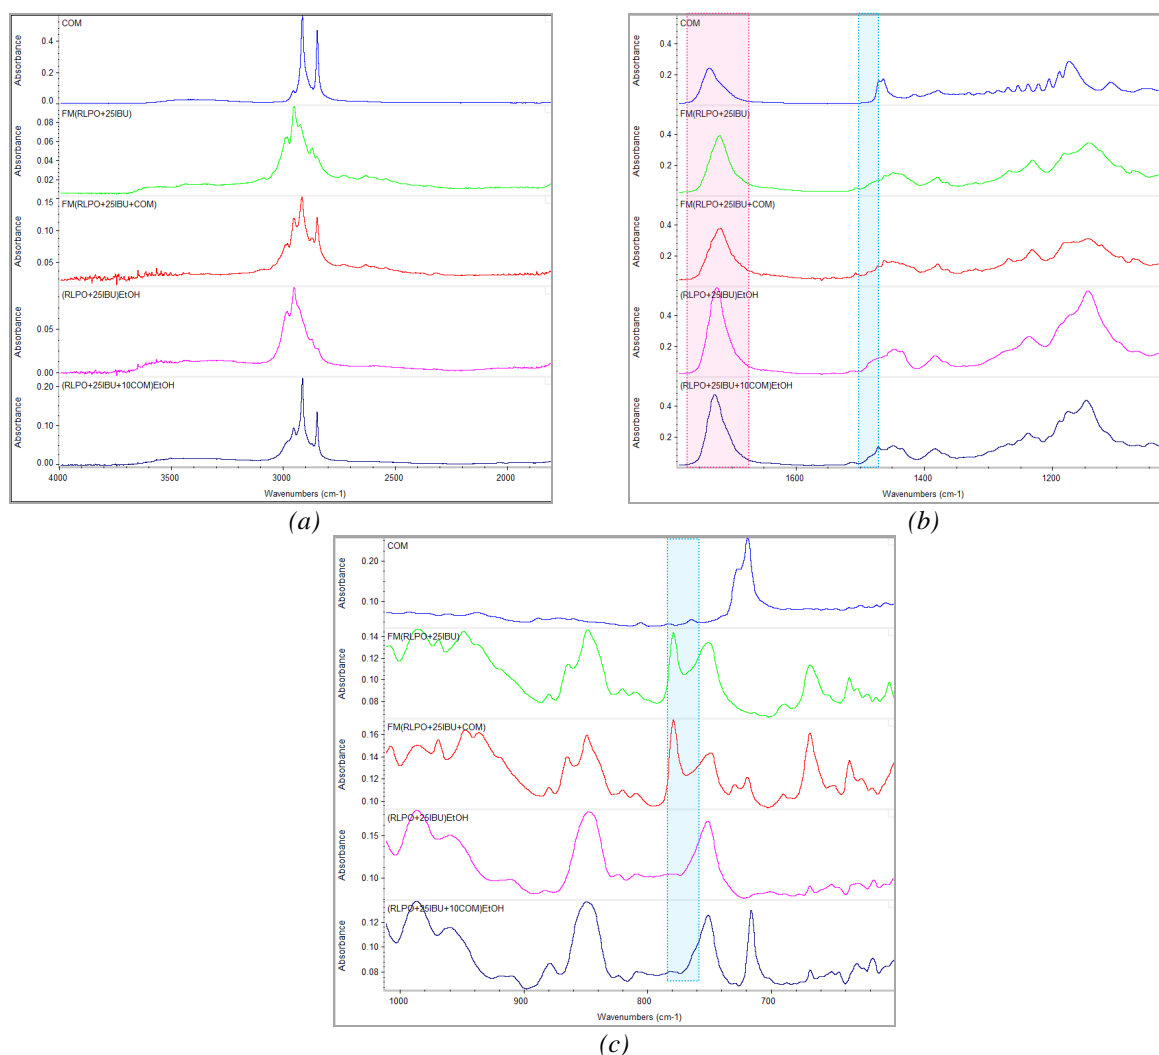 COM
Absorbance
0.4
0.2
0.0
FM(RLPO+25IBU)
Absorbance
0.08
0.06
0.04
0.02
FM(RLPO+25IBU+COM)
Absorbance
0.15
0.10
0.05
(RLPO+25IBU)EtOH
Absorbance
0.05
0.00
(RLPO+25IBU+10COM)EtOH
Absorbance
0.20
0.10
0.00
4000 3500 3000 2500 2000
Wavenumbers (cm-1)
(a)
COM
Absorbance
0.4
0.2
FM(RLPO+25IBU)
Absorbance
0.4
0.2
FM(RLPO+25IBU+COM)
Absorbance
0.4
0.2
(RLPO+25IBU)EtOH
Absorbance
0.4
0.2
(RLPO+25IBU+10COM)EtOH
Absorbance
0.4
0.2
1600 1400 1200
Wavenumbers (cm-1)
(b)
COM
Absorbance
0.20
0.10
FM(RLPO+25IBU)
Absorbance
0.14
0.12
0.10
0.08
FM(RLPO+25IBU+COM)
Absorbance
0.16
0.14
0.12
0.10
(RLPO+25IBU)EtOH
Absorbance
0.15
0.10
(RLPO+25IBU+10COM)EtOH
Absorbance
0.12
0.10
0.08
1000 900 800 700
Wavenumbers (cm-1)
(c)